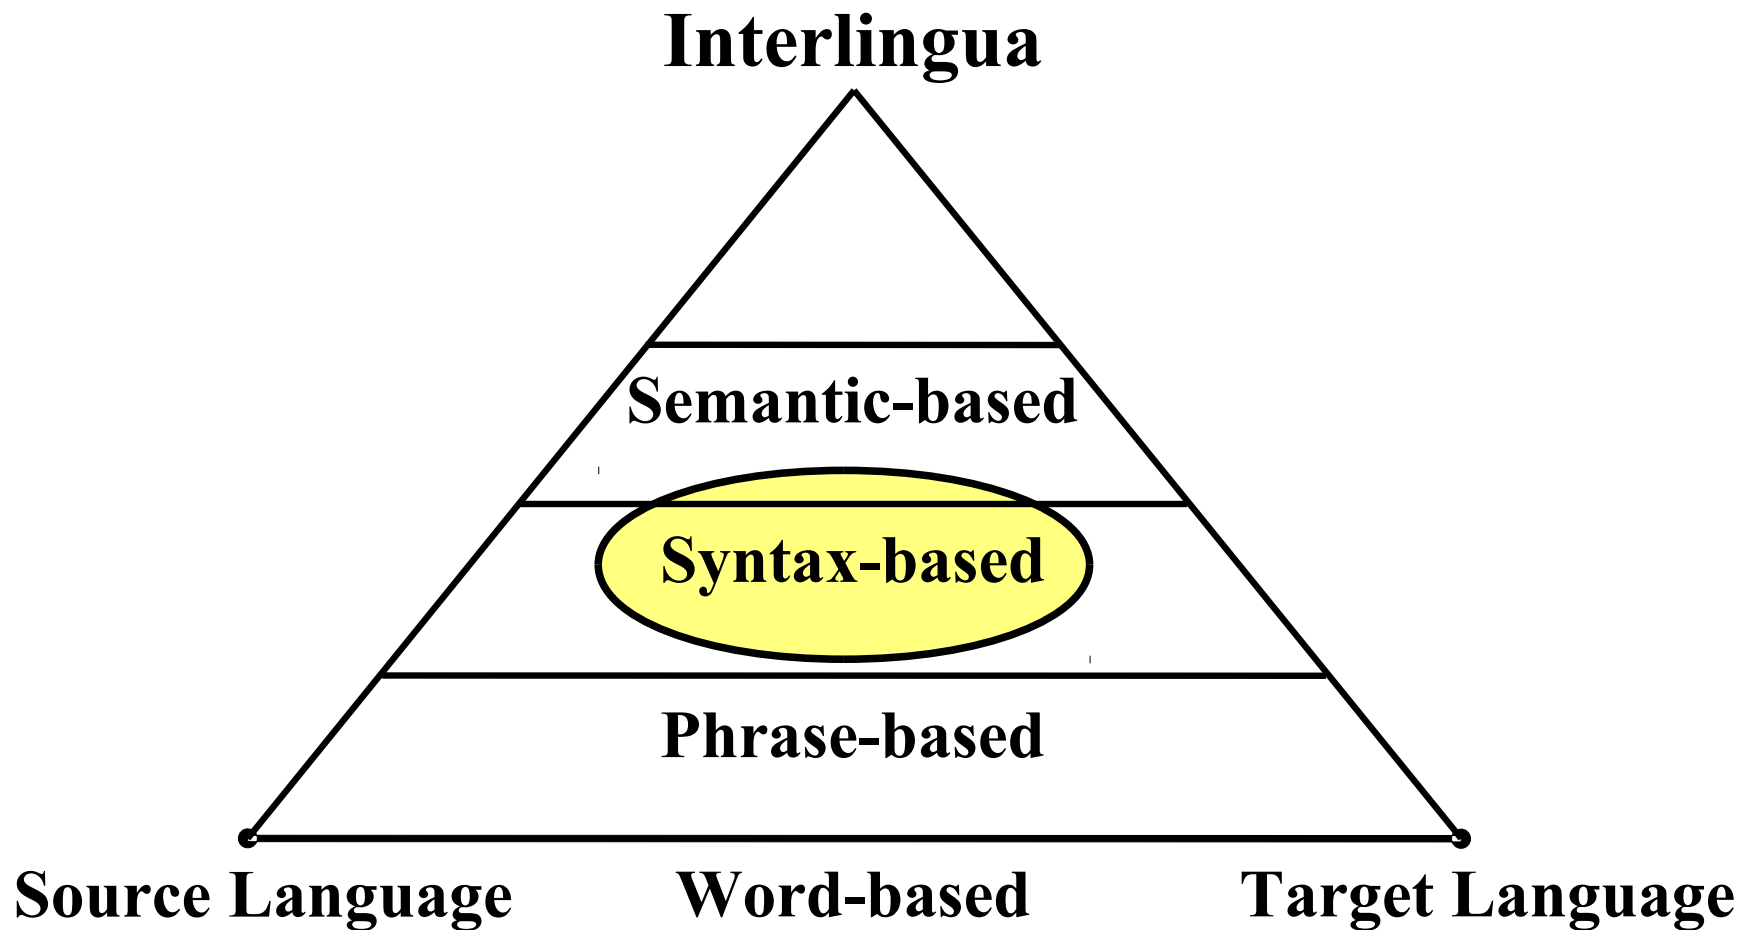 Interlingua
Semantic-based
Syntax-based
Phrase-based
Source Language
Word-based
Target Language